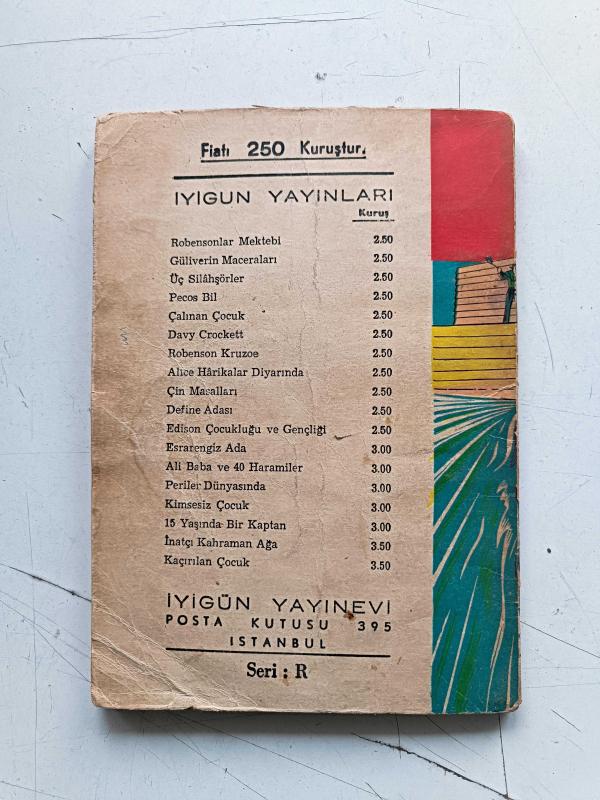 Fiatı 250 Kuruştur.
IYIGUN YAYINLARI
Kuruş
Robensonlar Mektebi 2.50
Güliverin Maceraları 2.50
Üç Silâhşörler 2.50
Pecos Bil 2.50
Çalınan Çocuk 2.50
Davy Crockett 2.50
Robenson Kruzoe 2.50
Alice Hârikalar Diyarında 2.50
Çin Masalları 2.50
Define Adası 2.50
Edison Çocukluğu ve Gençliği 2.50
Esrarengiz Ada 3.00
Ali Baba ve 40 Haramiler 3.00
Periler Dünyasında 3.00
Kimsesiz Çocuk 3.00
15 Yaşında Bir Kaptan 3.00
İnatçı Kahraman Ağa 3.50
Kaçırılan Çocuk 3.50
İYİGÜN YAYINEVİ
POSTA KUTUSU 395
ISTANBUL
Seri : R